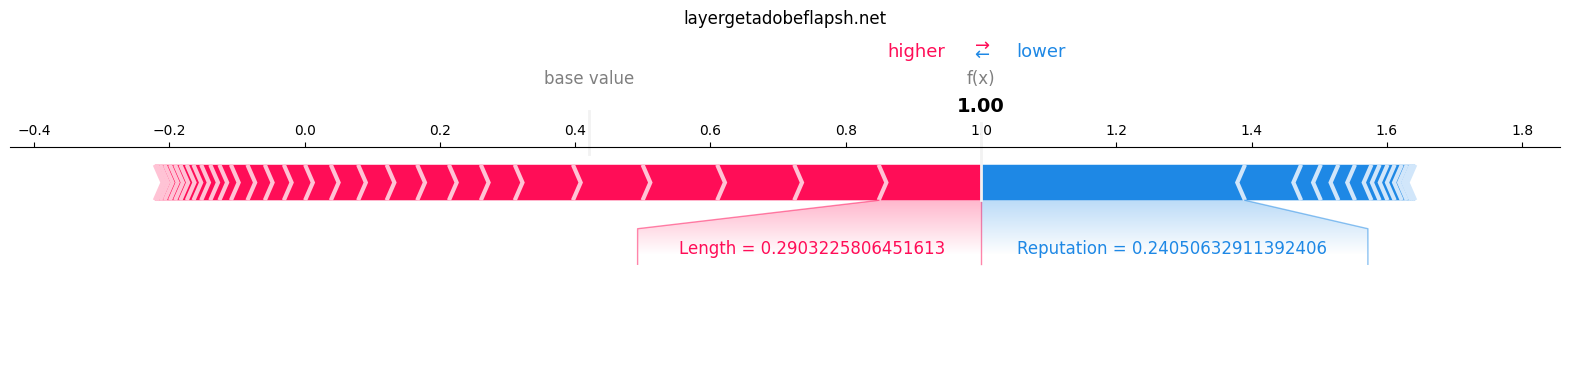 layergetadobeflapsh.net
higher ⇄ lower
base value f(x)
1.00
−0.4 −0.2 0.0 0.2 0.4 0.6 0.8 1.0 1.2 1.4 1.6 1.8
Length = 0.2903225806451613 Reputation = 0.24050632911392406